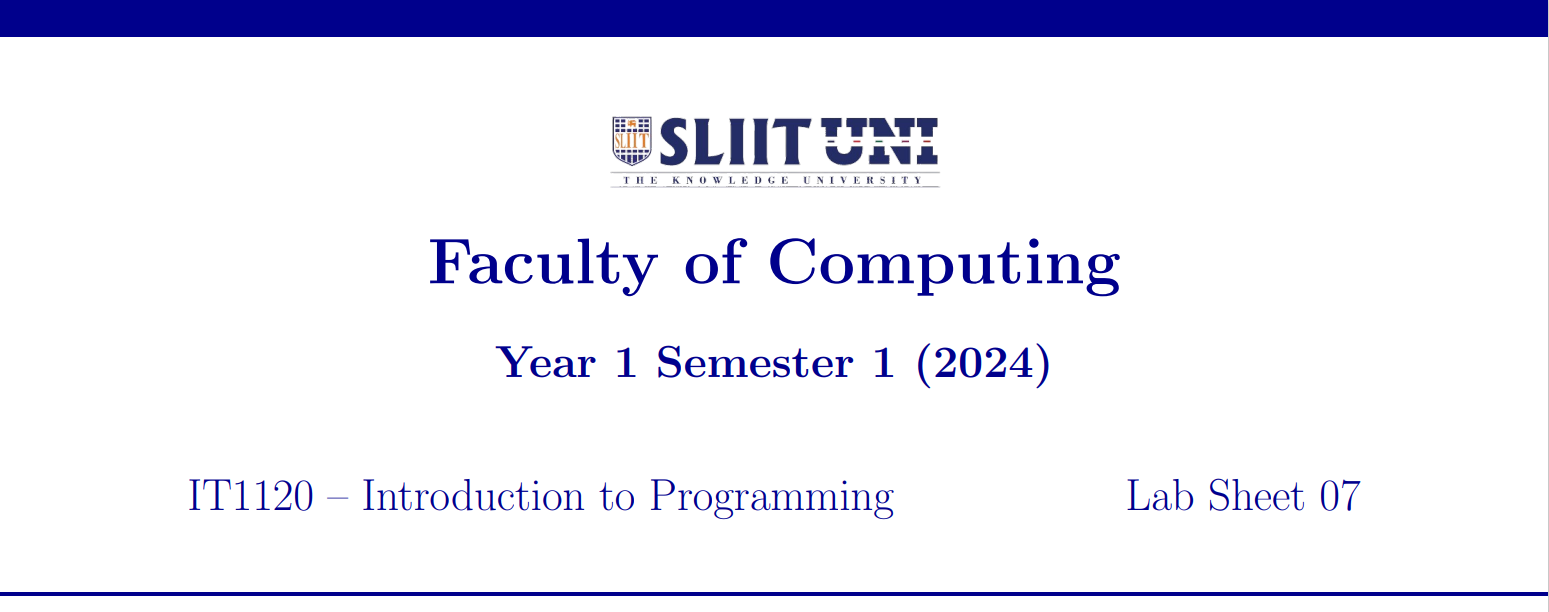 SLIIT
SLIIT UNI
THE KNOWLEDGE UNIVERSITY
Faculty of Computing
Year 1 Semester 1 (2024)
IT1120 – Introduction to Programming Lab Sheet 07